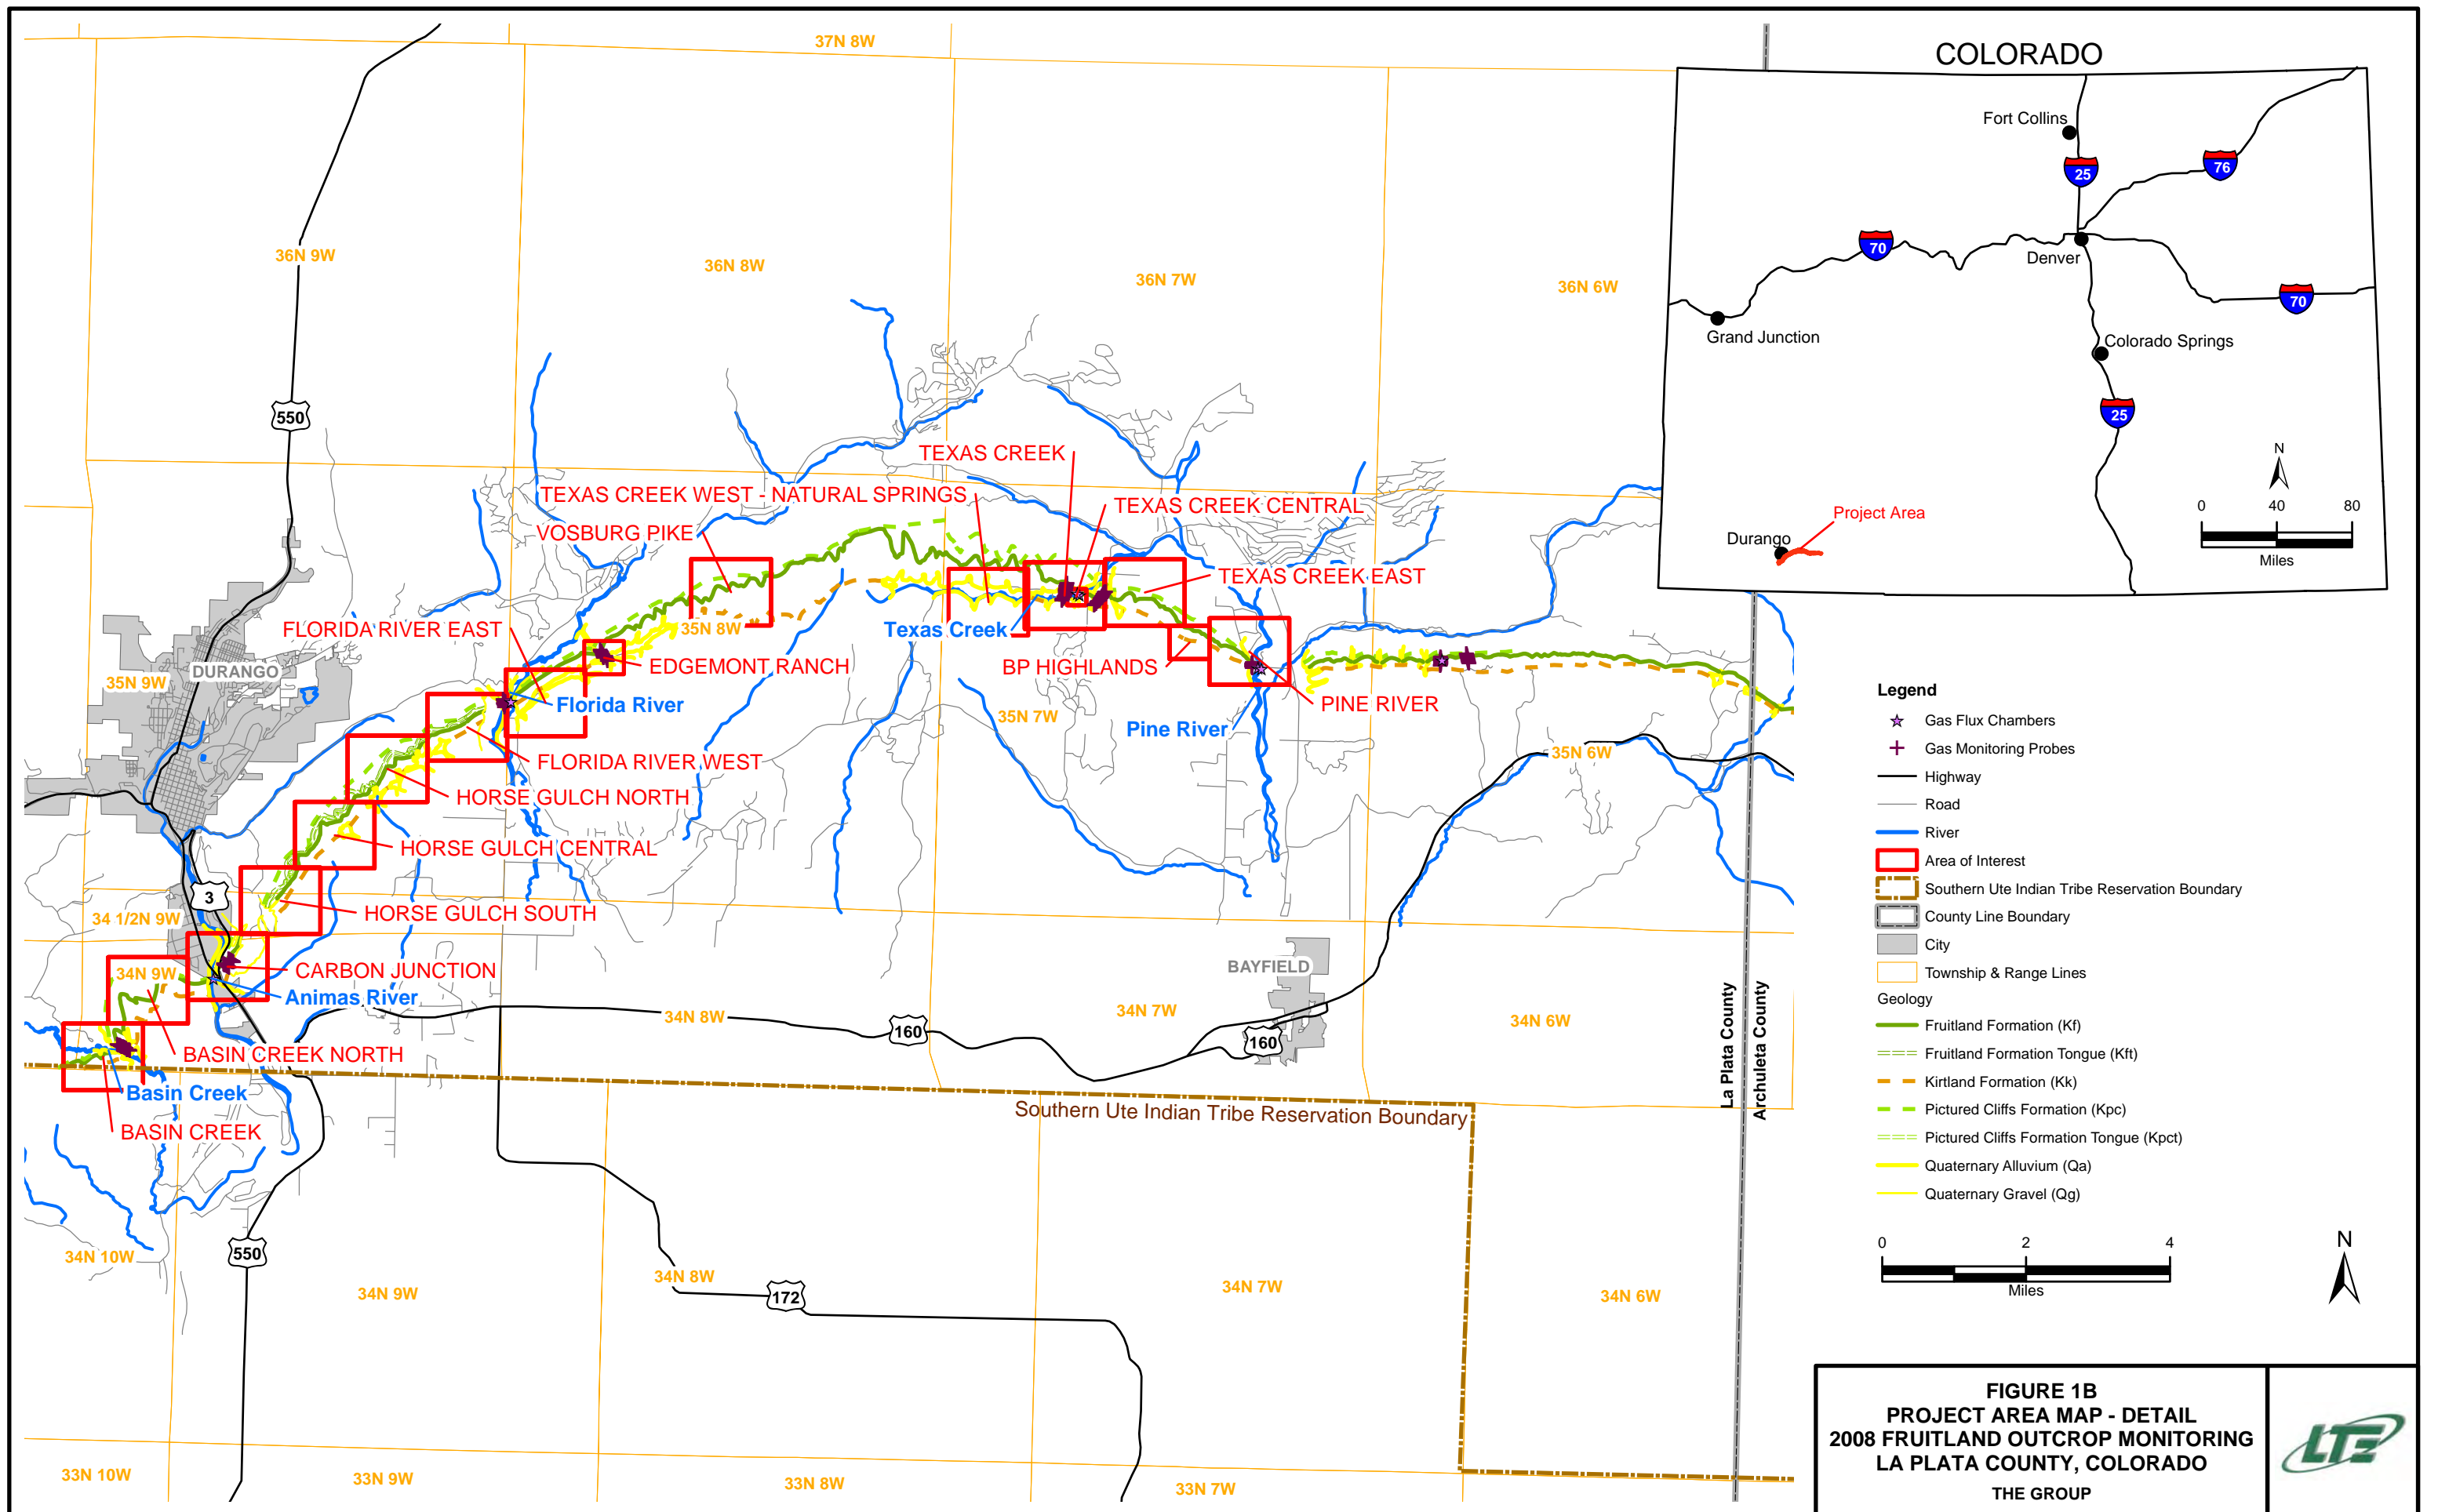 37N 8W
36N 9W
36N 8W
36N 7W
36N 6W
550
TEXAS CREEK
TEXAS CREEK WEST - NATURAL SPRINGS
TEXAS CREEK CENTRAL
VOSBURG PIKE
TEXAS CREEK EAST
FLORIDA RIVER EAST
35N 8W
Texas Creek
EDGEMONT RANCH
BP HIGHLANDS
DURANGO
35N 9W
Florida River
PINE RIVER
35N 7W
Pine River
35N 6W
FLORIDA RIVER WEST
HORSE GULCH NORTH
HORSE GULCH CENTRAL
3
HORSE GULCH SOUTH
34 1/2N 9W
CARBON JUNCTION
34N 9W
Animas River
BAYFIELD
34N 8W
34N 7W
34N 6W
160
160
BASIN CREEK NORTH
Basin Creek
BASIN CREEK
La Plata County
Archuleta County
Southern Ute Indian Tribe Reservation Boundary
550
34N 10W
34N 9W
34N 8W
172
34N 7W
34N 6W
33N 10W
33N 9W
33N 8W
33N 7W
COLORADO
Fort Collins
25
76
70
Denver
70
Grand Junction
Colorado Springs
25
N
0 40 80
Miles
Project Area
Durango
Legend
Gas Flux Chambers
Gas Monitoring Probes
Highway
Road
River
Area of Interest
Southern Ute Indian Tribe Reservation Boundary
County Line Boundary
City
Township & Range Lines
Geology
Fruitland Formation (Kf)
Fruitland Formation Tongue (Kft)
Kirtland Formation (Kk)
Pictured Cliffs Formation (Kpc)
Pictured Cliffs Formation Tongue (Kpct)
Quaternary Alluvium (Qa)
Quaternary Gravel (Qg)
0 2 4
Miles
N
FIGURE 1B
PROJECT AREA MAP - DETAIL
2008 FRUITLAND OUTCROP MONITORING
LA PLATA COUNTY, COLORADO
THE GROUP
LTE